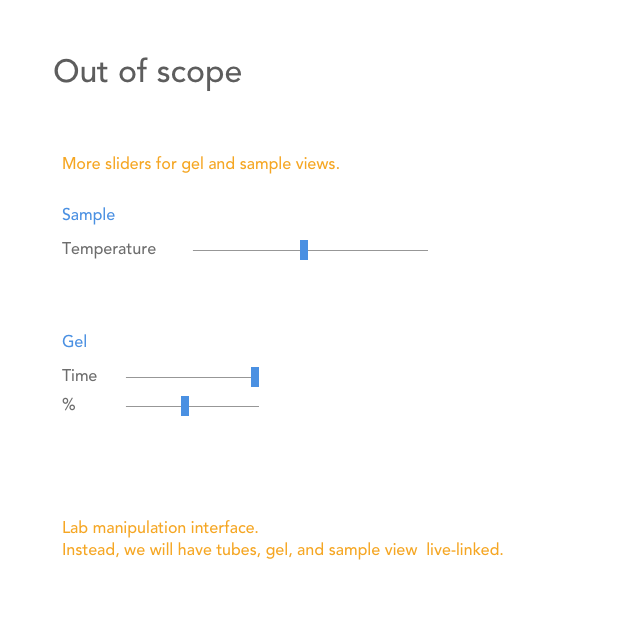 Out of scope
More sliders for gel and sample views.
Sample
Temperature
Gel
Time
%
Lab manipulation interface.
Instead, we will have tubes, gel, and sample view  live-linked.